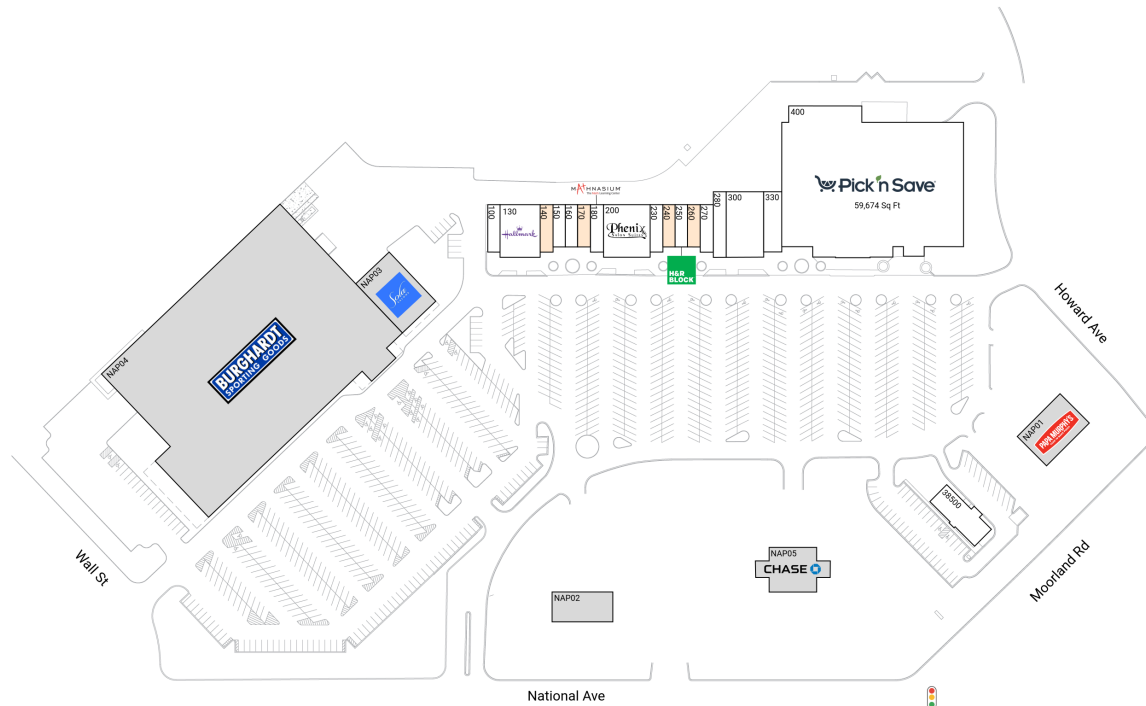 400
Pick'n Save
59,674 Sq Ft
MATHNASIUM
100
130
Hallmark
140
150
160
170
180
200
Phenix
Salon Suites
230
240
250
260
270
280
300
330
H&R
BLOCK
NAP03
NAP04
BURGHARDT
SPORTING GOODS
Howard Ave
NAP01
PAPA MURPHY'S
38500
Wall St
NAP05
CHASE
NAP02
Moorland Rd
National Ave